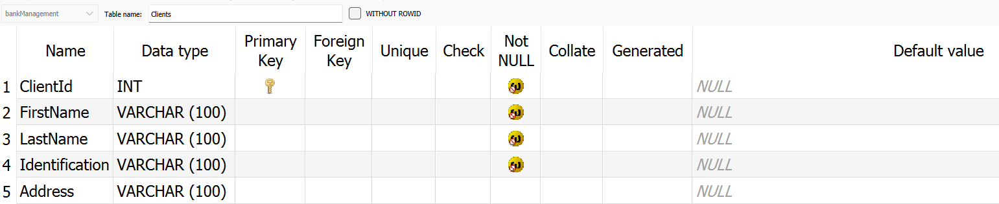 bankManagement Table name: Clients WITHOUT ROWID
Name Data type Primary Key Foreign Key Unique Check Not NULL Collate Generated Default value
1 ClientId INT NULL
2 FirstName VARCHAR (100) NULL
3 LastName VARCHAR (100) NULL
4 Identification VARCHAR (100) NULL
5 Address VARCHAR (100) NULL